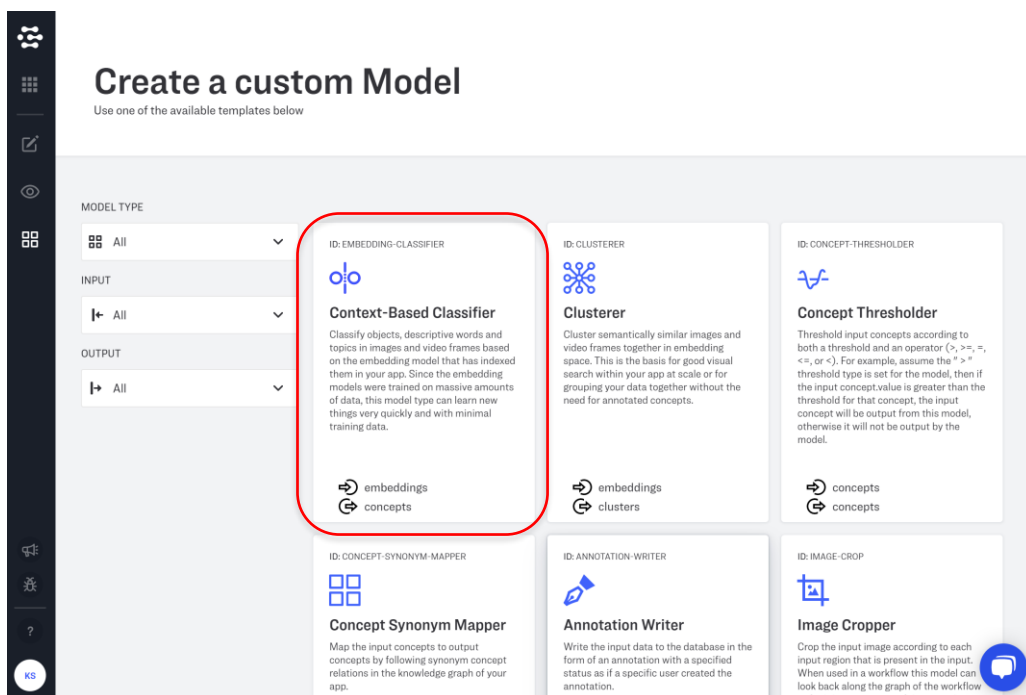 Create a custom Model
Use one of the available templates below
MODEL TYPE
All
INPUT
All
OUTPUT
All
ID: EMBEDDING-CLASSIFIER
Context-Based Classifier
Classify objects, descriptive words and
topics in images and video frames based
on the embedding model that has indexed
them in your app. Since the embedding
models were trained on massive amounts
of data, this model type can learn new
things very quickly and with minimal
training data.
embeddings
concepts
ID: CLUSTERER
Clusterer
Cluster semantically similar images and
video frames together in embedding
space. This is the basis for good visual
search within your app at scale or for
grouping your data together without the
need for annotated concepts.
embeddings
clusters
ID: CONCEPT-THRESHOLDER
Concept Thresholder
Threshold input concepts according to
both a threshold and an operator (>, >=, =,
<=, or <). For example, assume the " > "
threshold type is set for the model, then if
the input concept.value is greater than the
threshold for that concept, the input
concept will be output from this model,
otherwise it will not be output by the
model.
concepts
concepts
ID: CONCEPT-SYNONYM-MAPPER
Concept Synonym Mapper
Map the input concepts to output
concepts by following synonym concept
relations in the knowledge graph of your
app.
ID: ANNOTATION-WRITER
Annotation Writer
Write the input data to the database in the
form of an annotation with a specified
status as if a specific user created the
annotation.
ID: IMAGE-CROP
Image Cropper
Crop the input image according to each
input region that is present in the input.
When used in a workflow this model can
look back along the graph of the workflow
?
KS